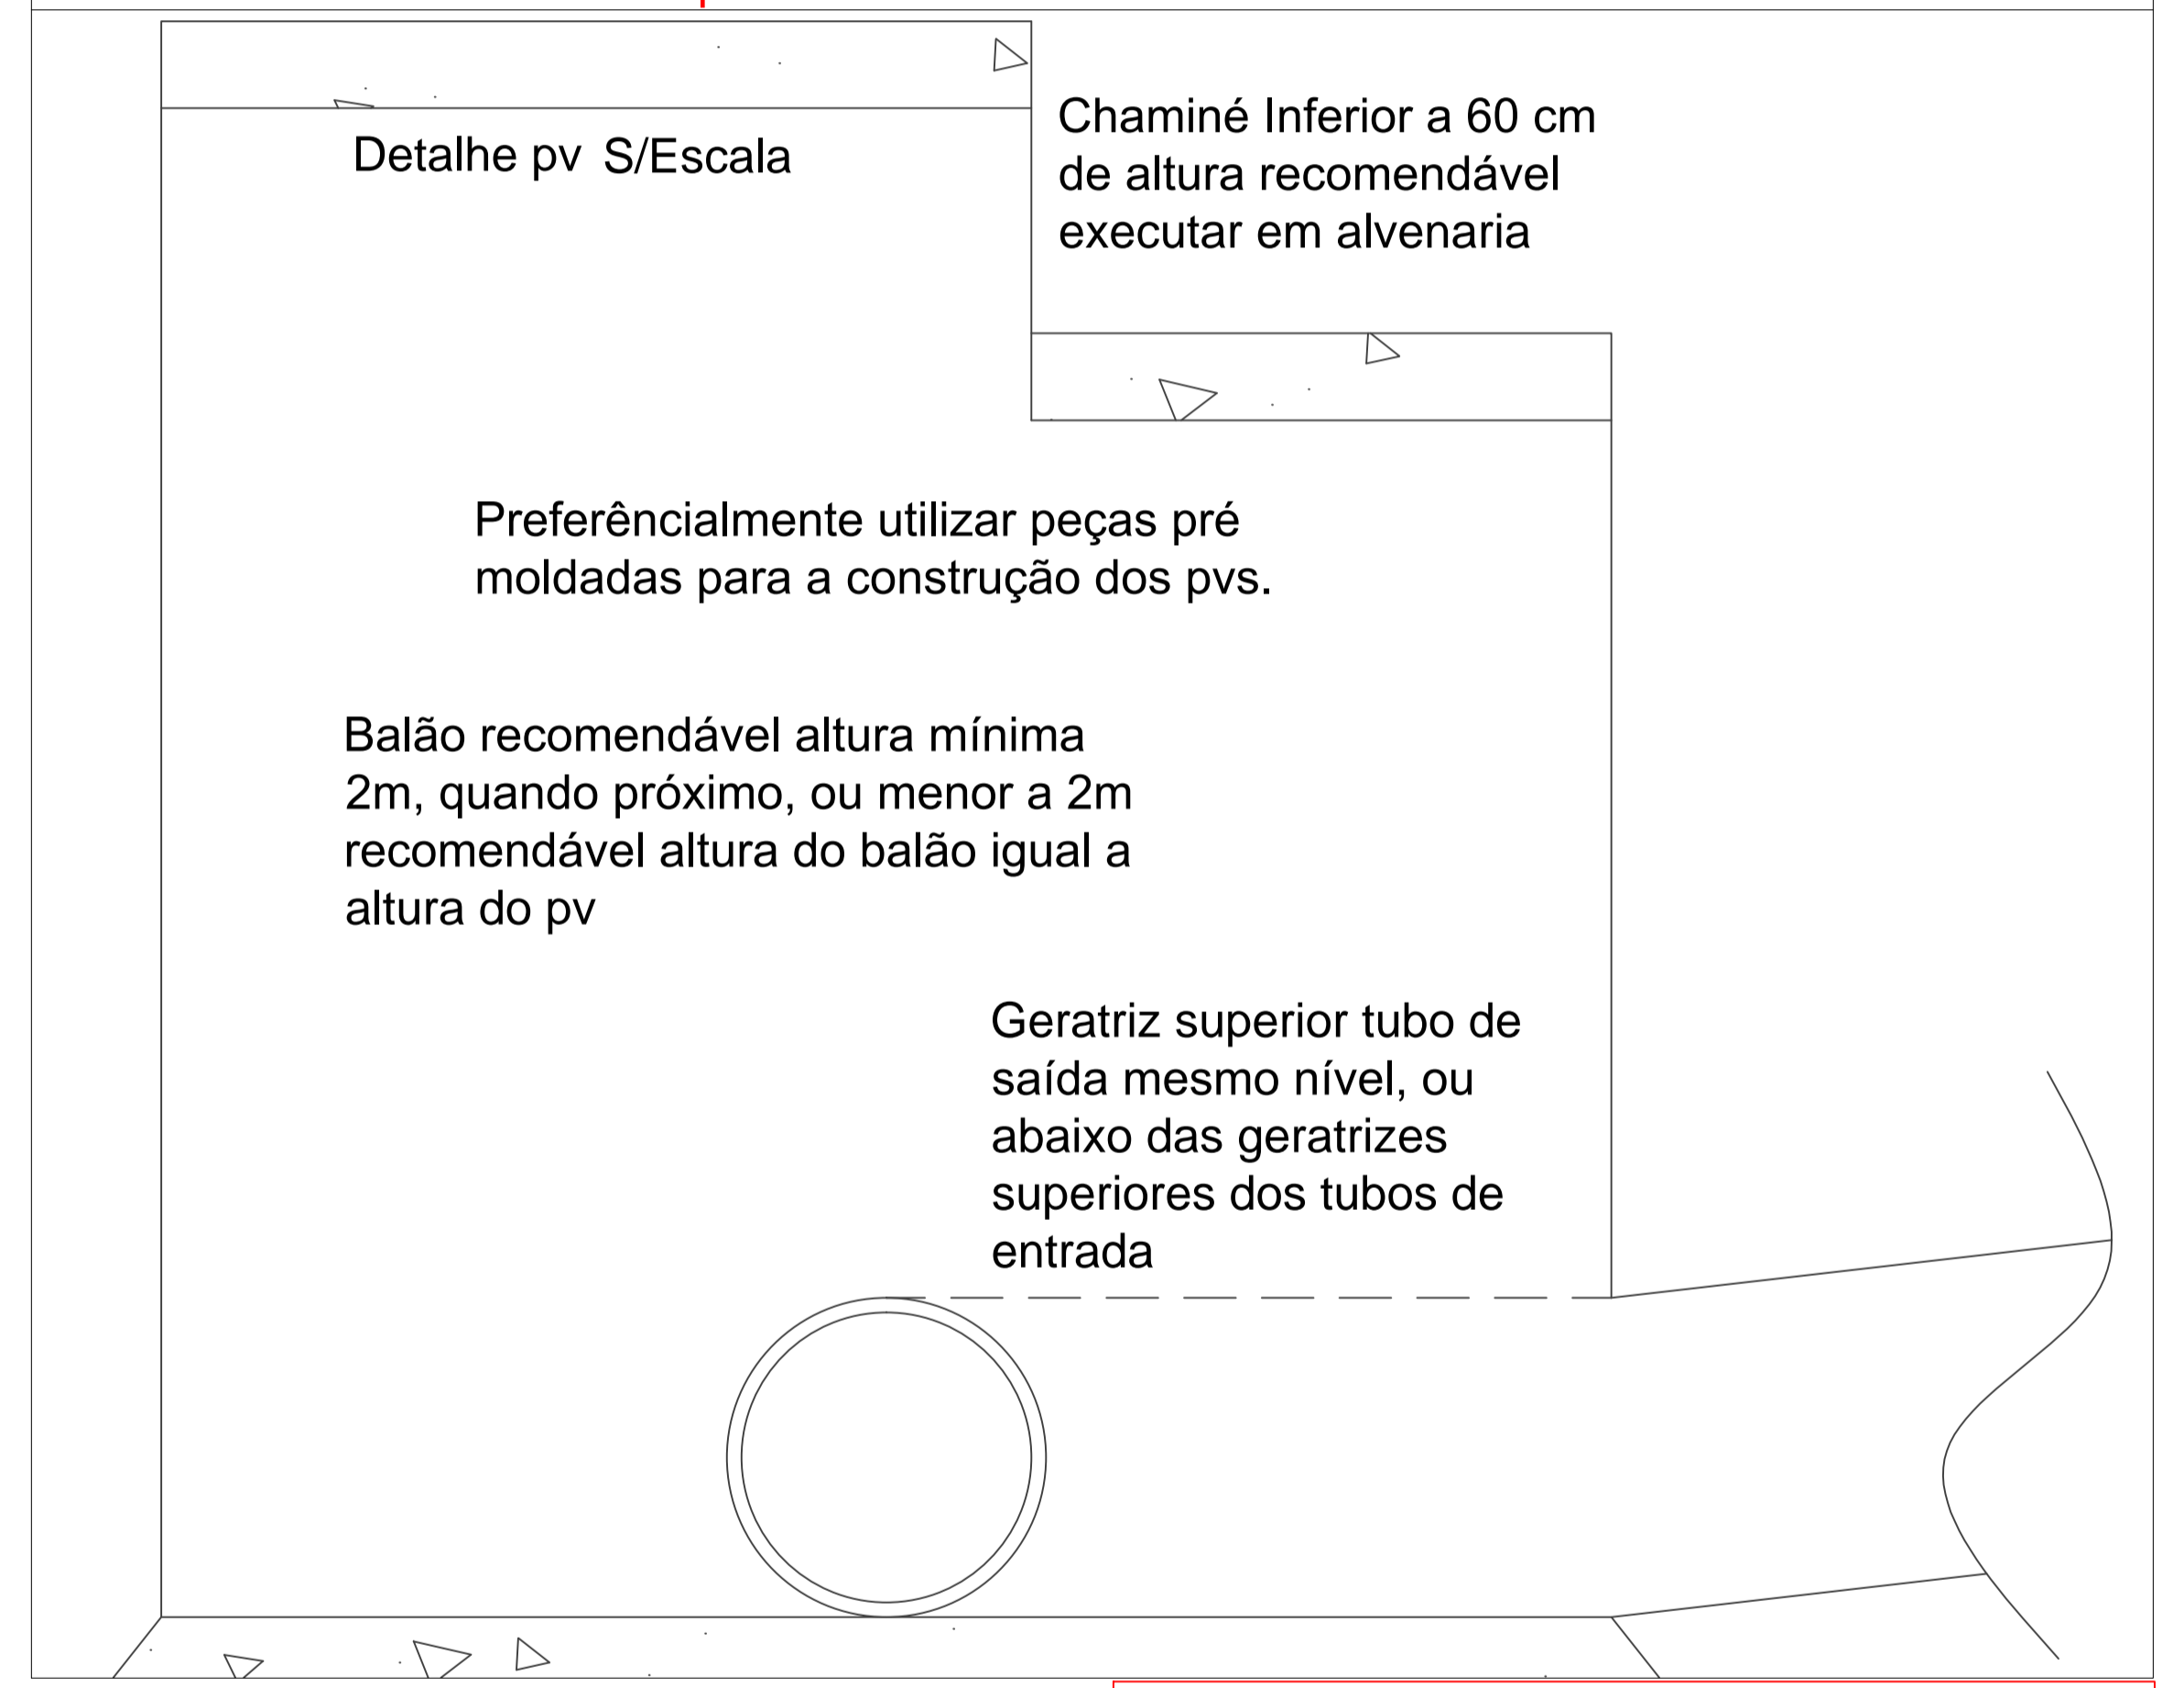 Detalhe pv S/Escala
Chaminé Inferior a 60 cm
de altura recomendável
executar em alvenaria
Preferêncialmente utilizar peças pré
moldadas para a construção dos pvs.
Balão recomendável altura mínima
2m, quando próximo, ou menor a 2m
recomendável altura do balão igual a
altura do pv
Geratriz superior tubo de
saída mesmo nível, ou
abaixo das geratrizes
superiores dos tubos de
entrada